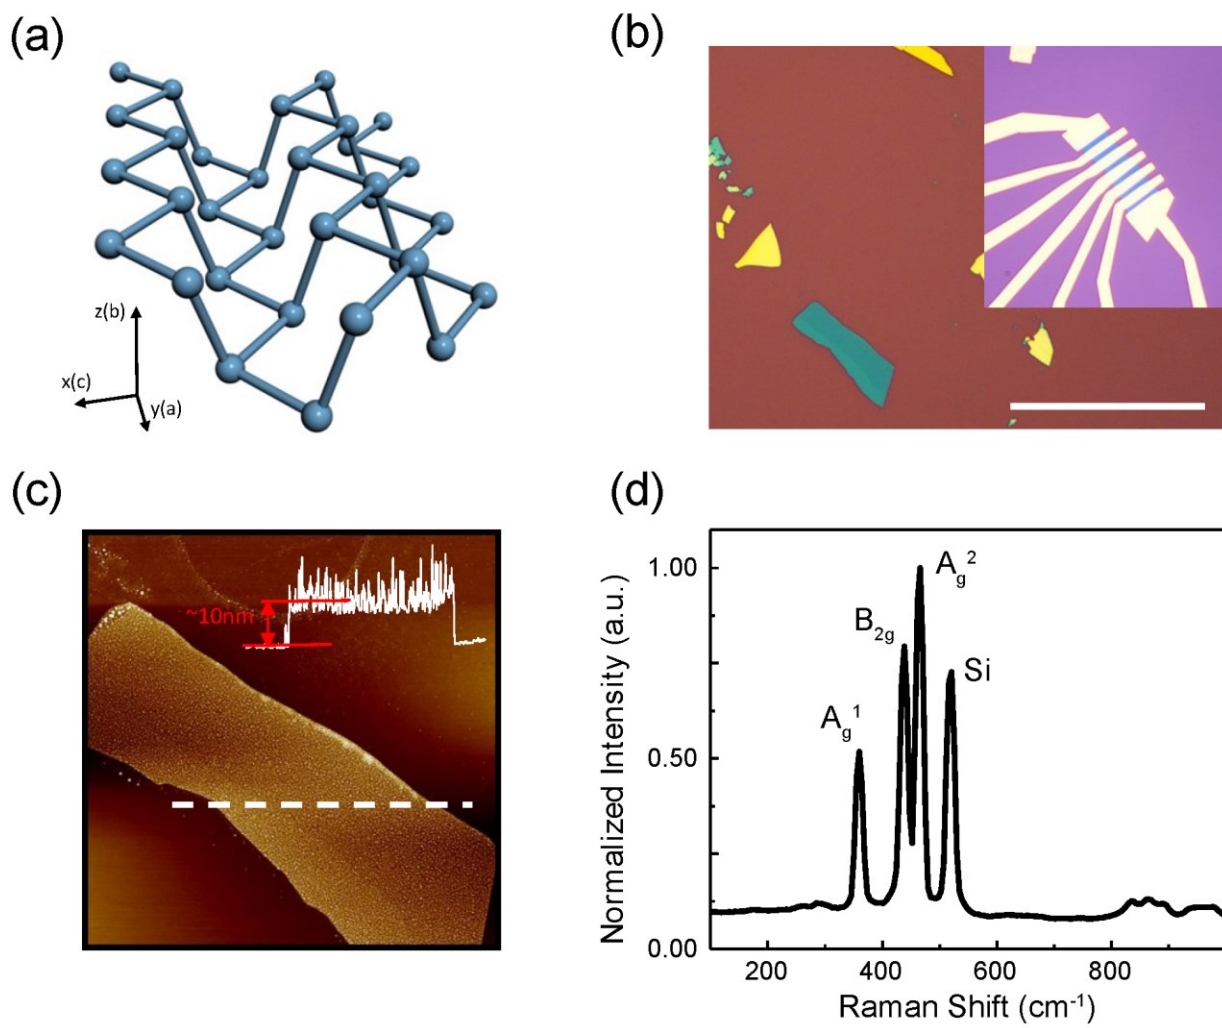 (a)
z(b)
x(c)
y(a)
(b)
(c)
~10nm
(d)
Normalized Intensity (a.u.)
1.00
0.50
0.00
A_g^1
B_2g
A_g^2
Si
200 400 600 800
Raman Shift (cm^-1)